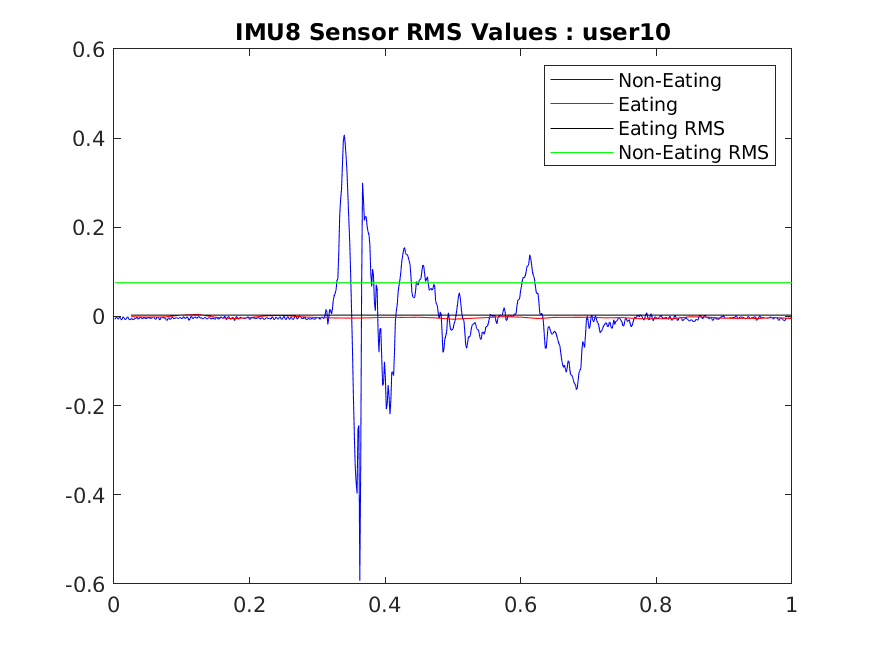 IMU8 Sensor RMS Values : user10
0.6
0.4
0.2
0
-0.2
-0.4
-0.6
Non-Eating
Eating
Eating RMS
Non-Eating RMS
0 0.2 0.4 0.6 0.8 1